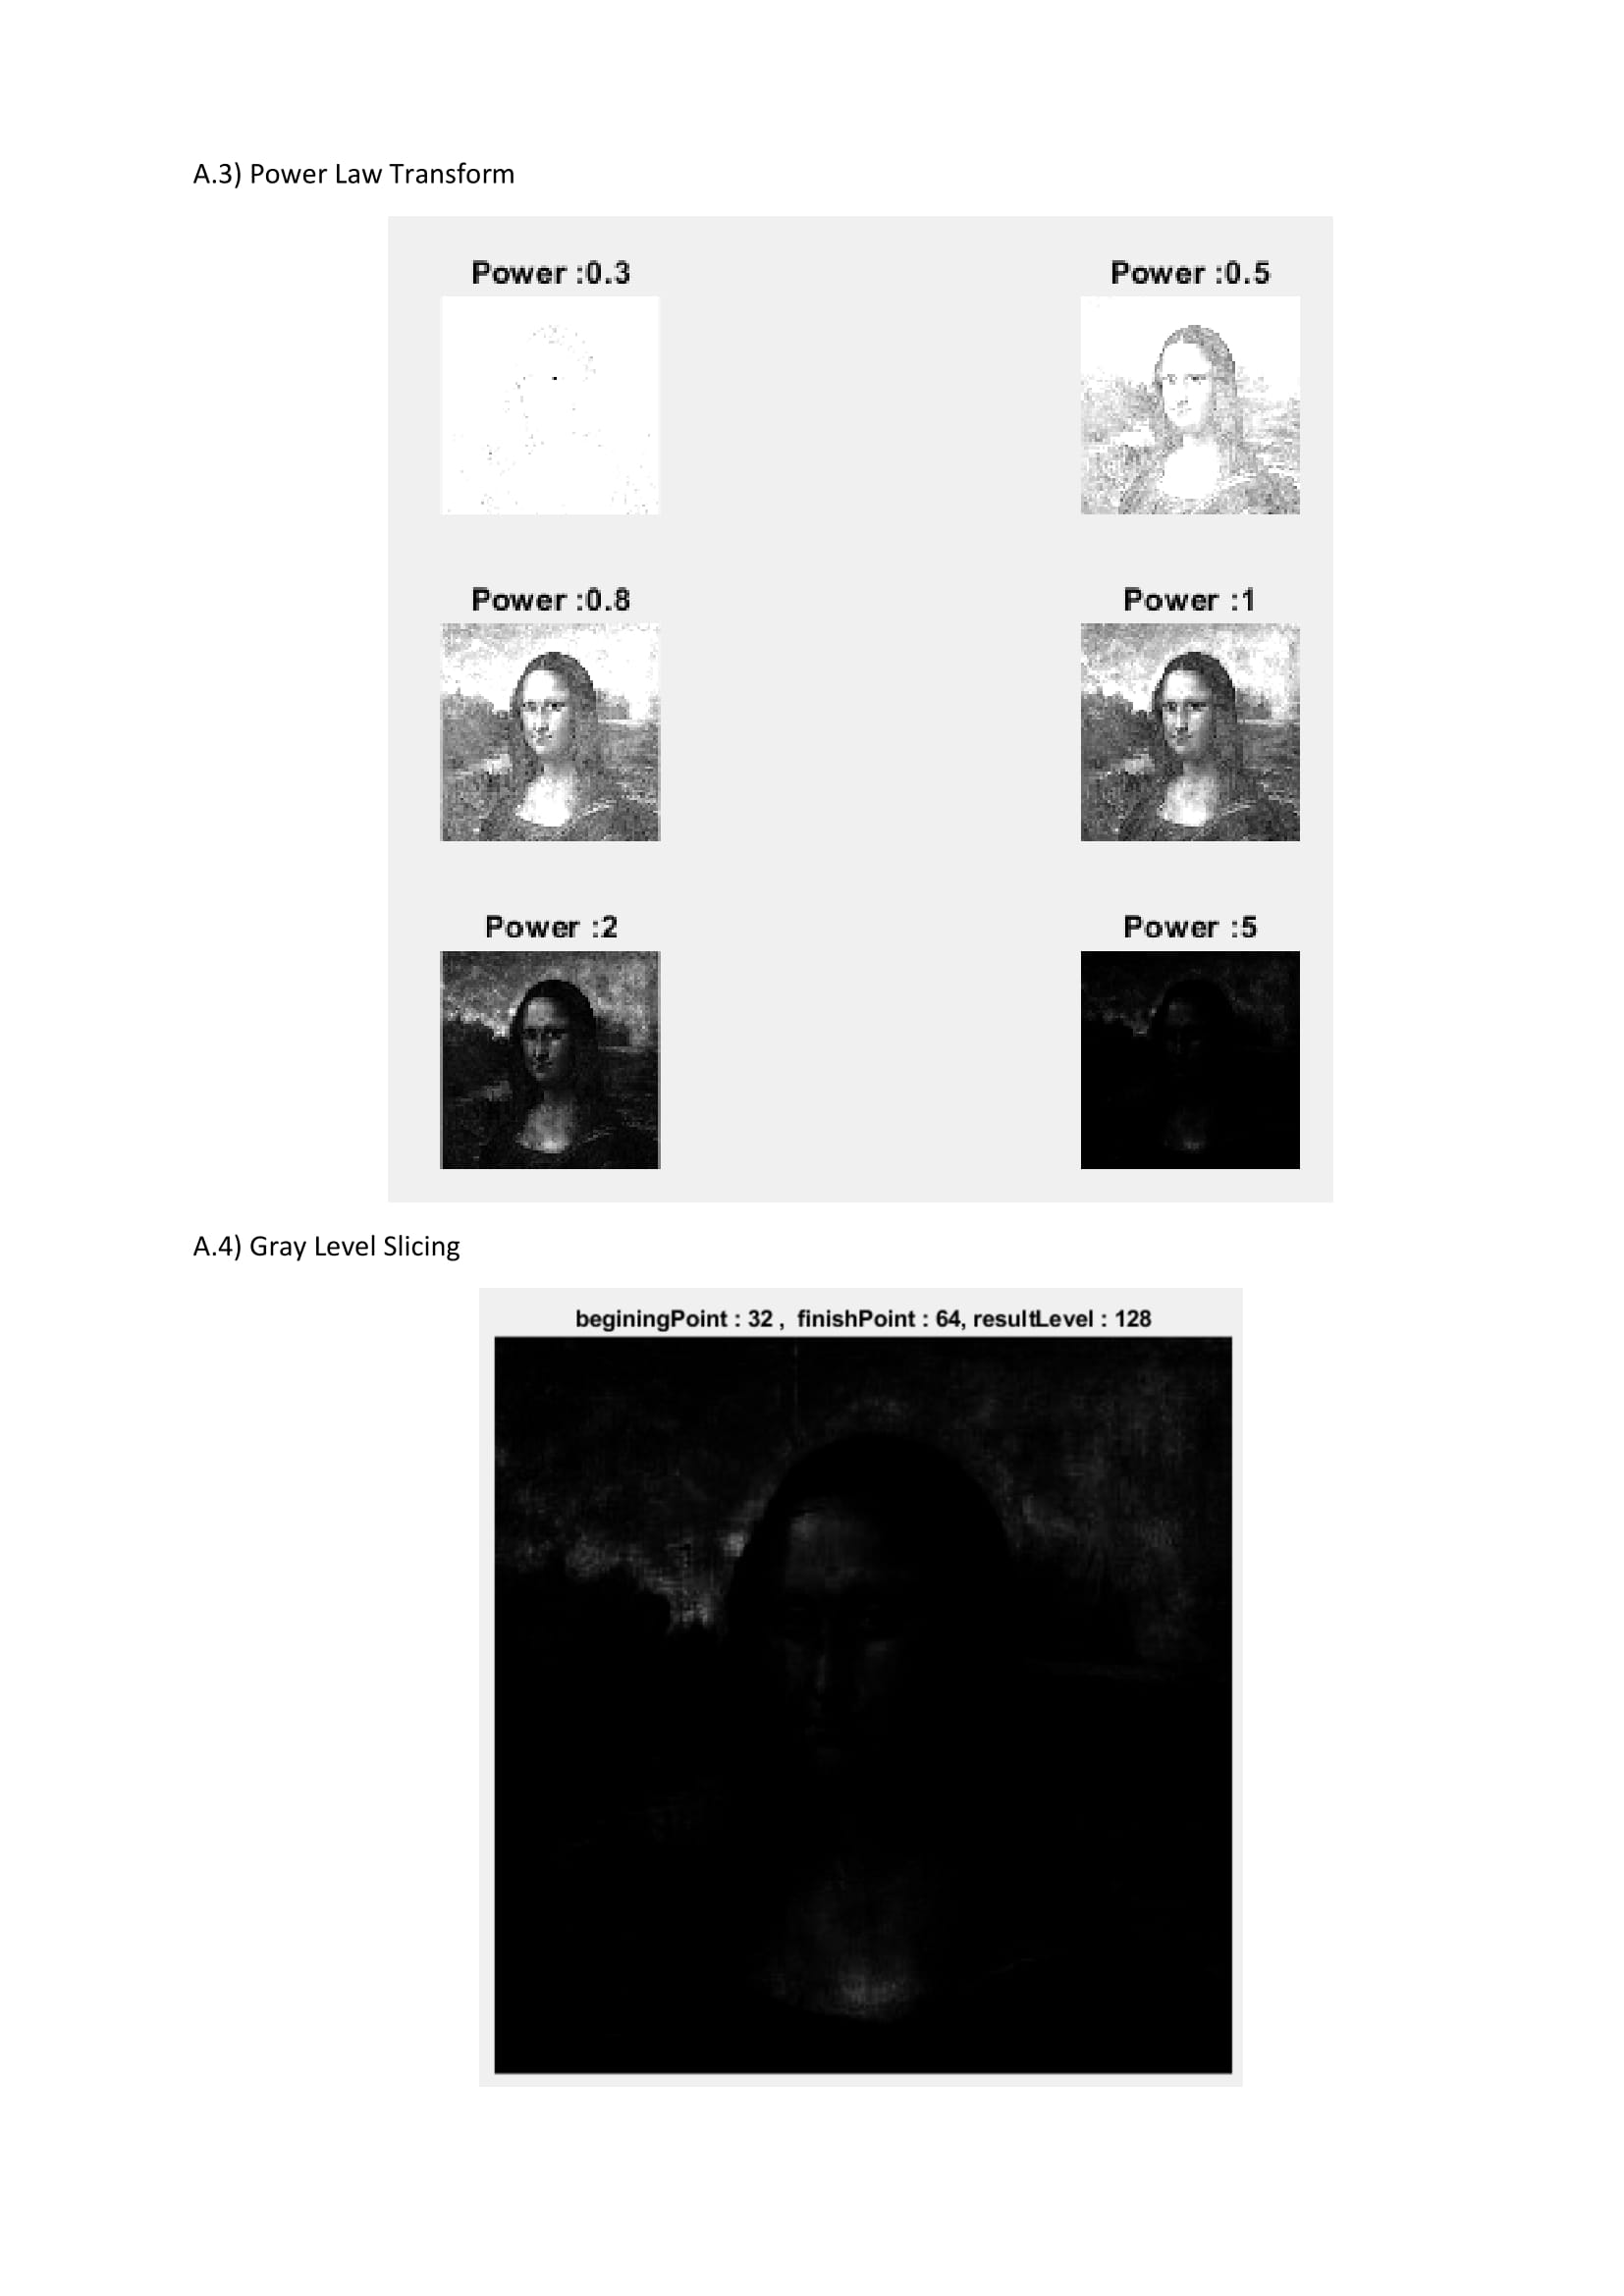 A.3) Power Law Transform
Power :0.3
Power :0.5
Power :0.8
Power :1
Power :2
Power :5
A.4) Gray Level Slicing
beginingPoint : 32 ,  finishPoint : 64, resultLevel : 128